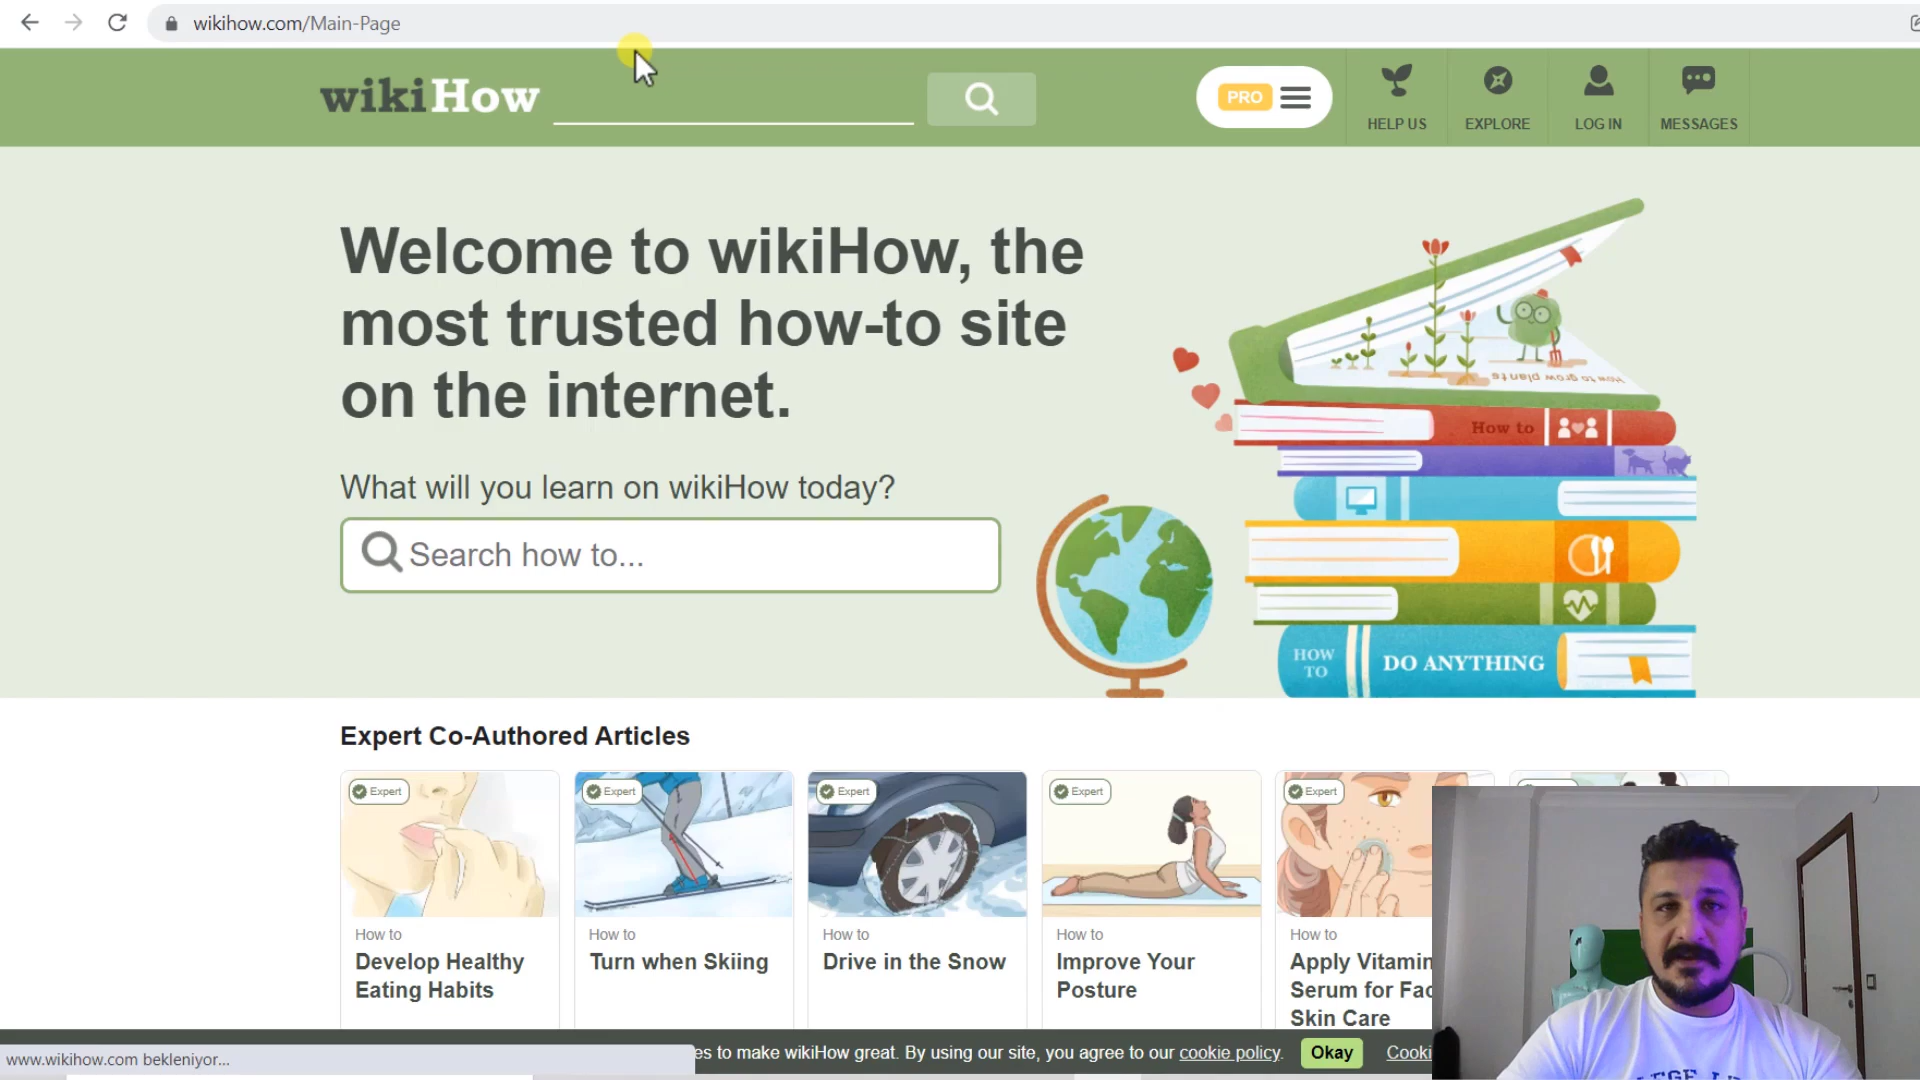 wikihow.com/Main-Page
wikiHow
PRO
HELP US
EXPLORE
LOG IN
MESSAGES
Welcome to wikiHow, the
most trusted how-to site
on the internet.
What will you learn on wikiHow today?
Search how to...
How to grow plants
How to
HOW
TO
DO ANYTHING
Expert Co-Authored Articles
Expert
Expert
Expert
Expert
Expert
How to
Develop Healthy
Eating Habits
How to
Turn when Skiing
How to
Drive in the Snow
How to
Improve Your
Posture
How to
Apply Vitamin
Serum for Fac
Skin Care
www.wikihow.com bekleniyor...
es to make wikiHow great. By using our site, you agree to our cookie policy.
Okay
Cooki